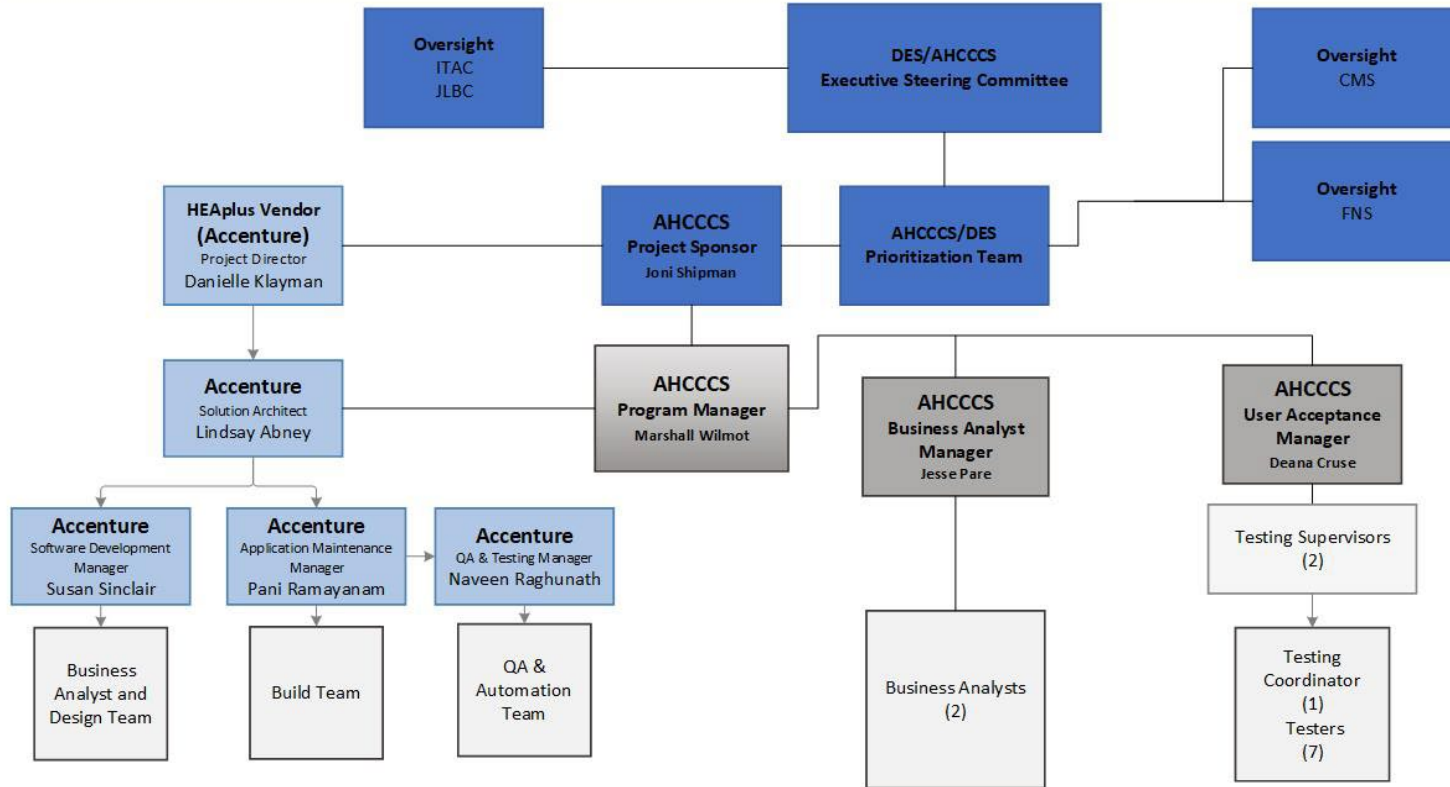 Oversight
ITAC
JLBC
DES/AHCCCS
Executive Steering Committee
Oversight
CMS
Oversight
FNS
HEAplus Vendor
(Accenture)
Project Director
Danielle Klayman
AHCCCS
Project Sponsor
Joni Shipman
AHCCCS/DES
Prioritization Team
Accenture
Solution Architect
Lindsay Abney
AHCCCS
Program Manager
Marshall Wilmot
AHCCCS
Business Analyst
Manager
Jesse Pare
AHCCCS
User Acceptance
Manager
Deana Cruse
Accenture
Software Development
Manager
Susan Sinclair
Accenture
Application Maintenance
Manager
Pani Ramayanam
Accenture
QA & Testing Manager
Naveen Raghunath
Testing Supervisors
(2)
Business
Analyst and
Design Team
Build Team
QA &
Automation
Team
Business Analysts
(2)
Testing
Coordinator
(1)
Testers
(7)